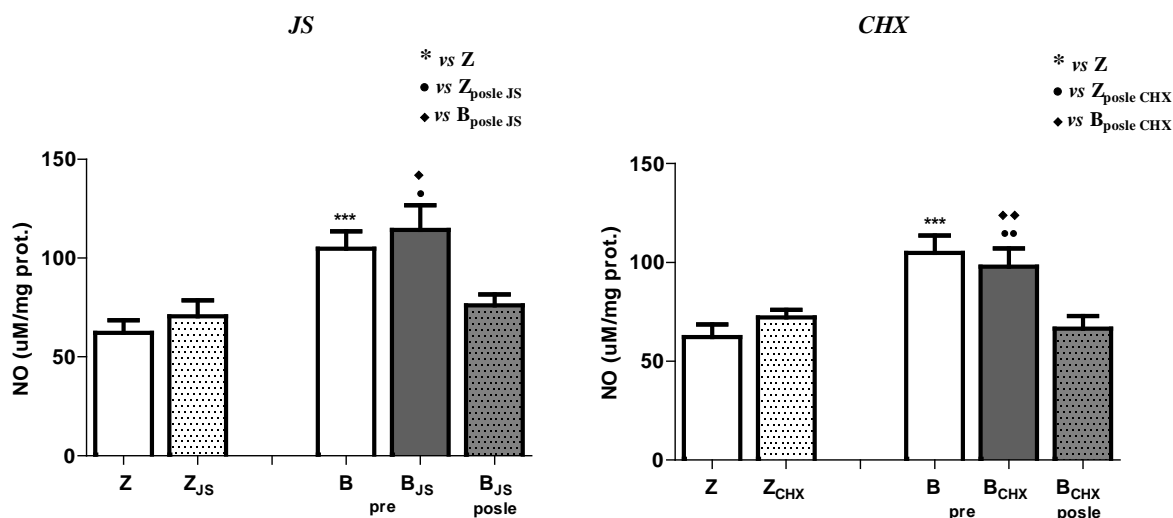 JS
* vs Z
● vs Zposle JS
◆ vs Bposle JS
NO (uM/mg prot.)
150
100
50
0
***
◆
●
Z ZJS B BJS BJS
pre posle
CHX
* vs Z
● vs Zposle CHX
◆ vs Bposle CHX
NO (uM/mg prot.)
150
100
50
0
***
◆◆
●●
Z ZCHX B BCHX BCHX
pre posle